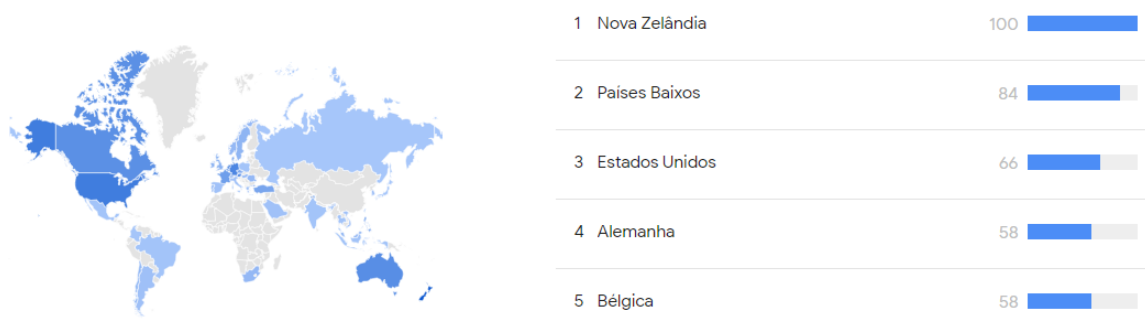 1 Nova Zelândia 100
2 Países Baixos 84
3 Estados Unidos 66
4 Alemanha 58
5 Bélgica 58